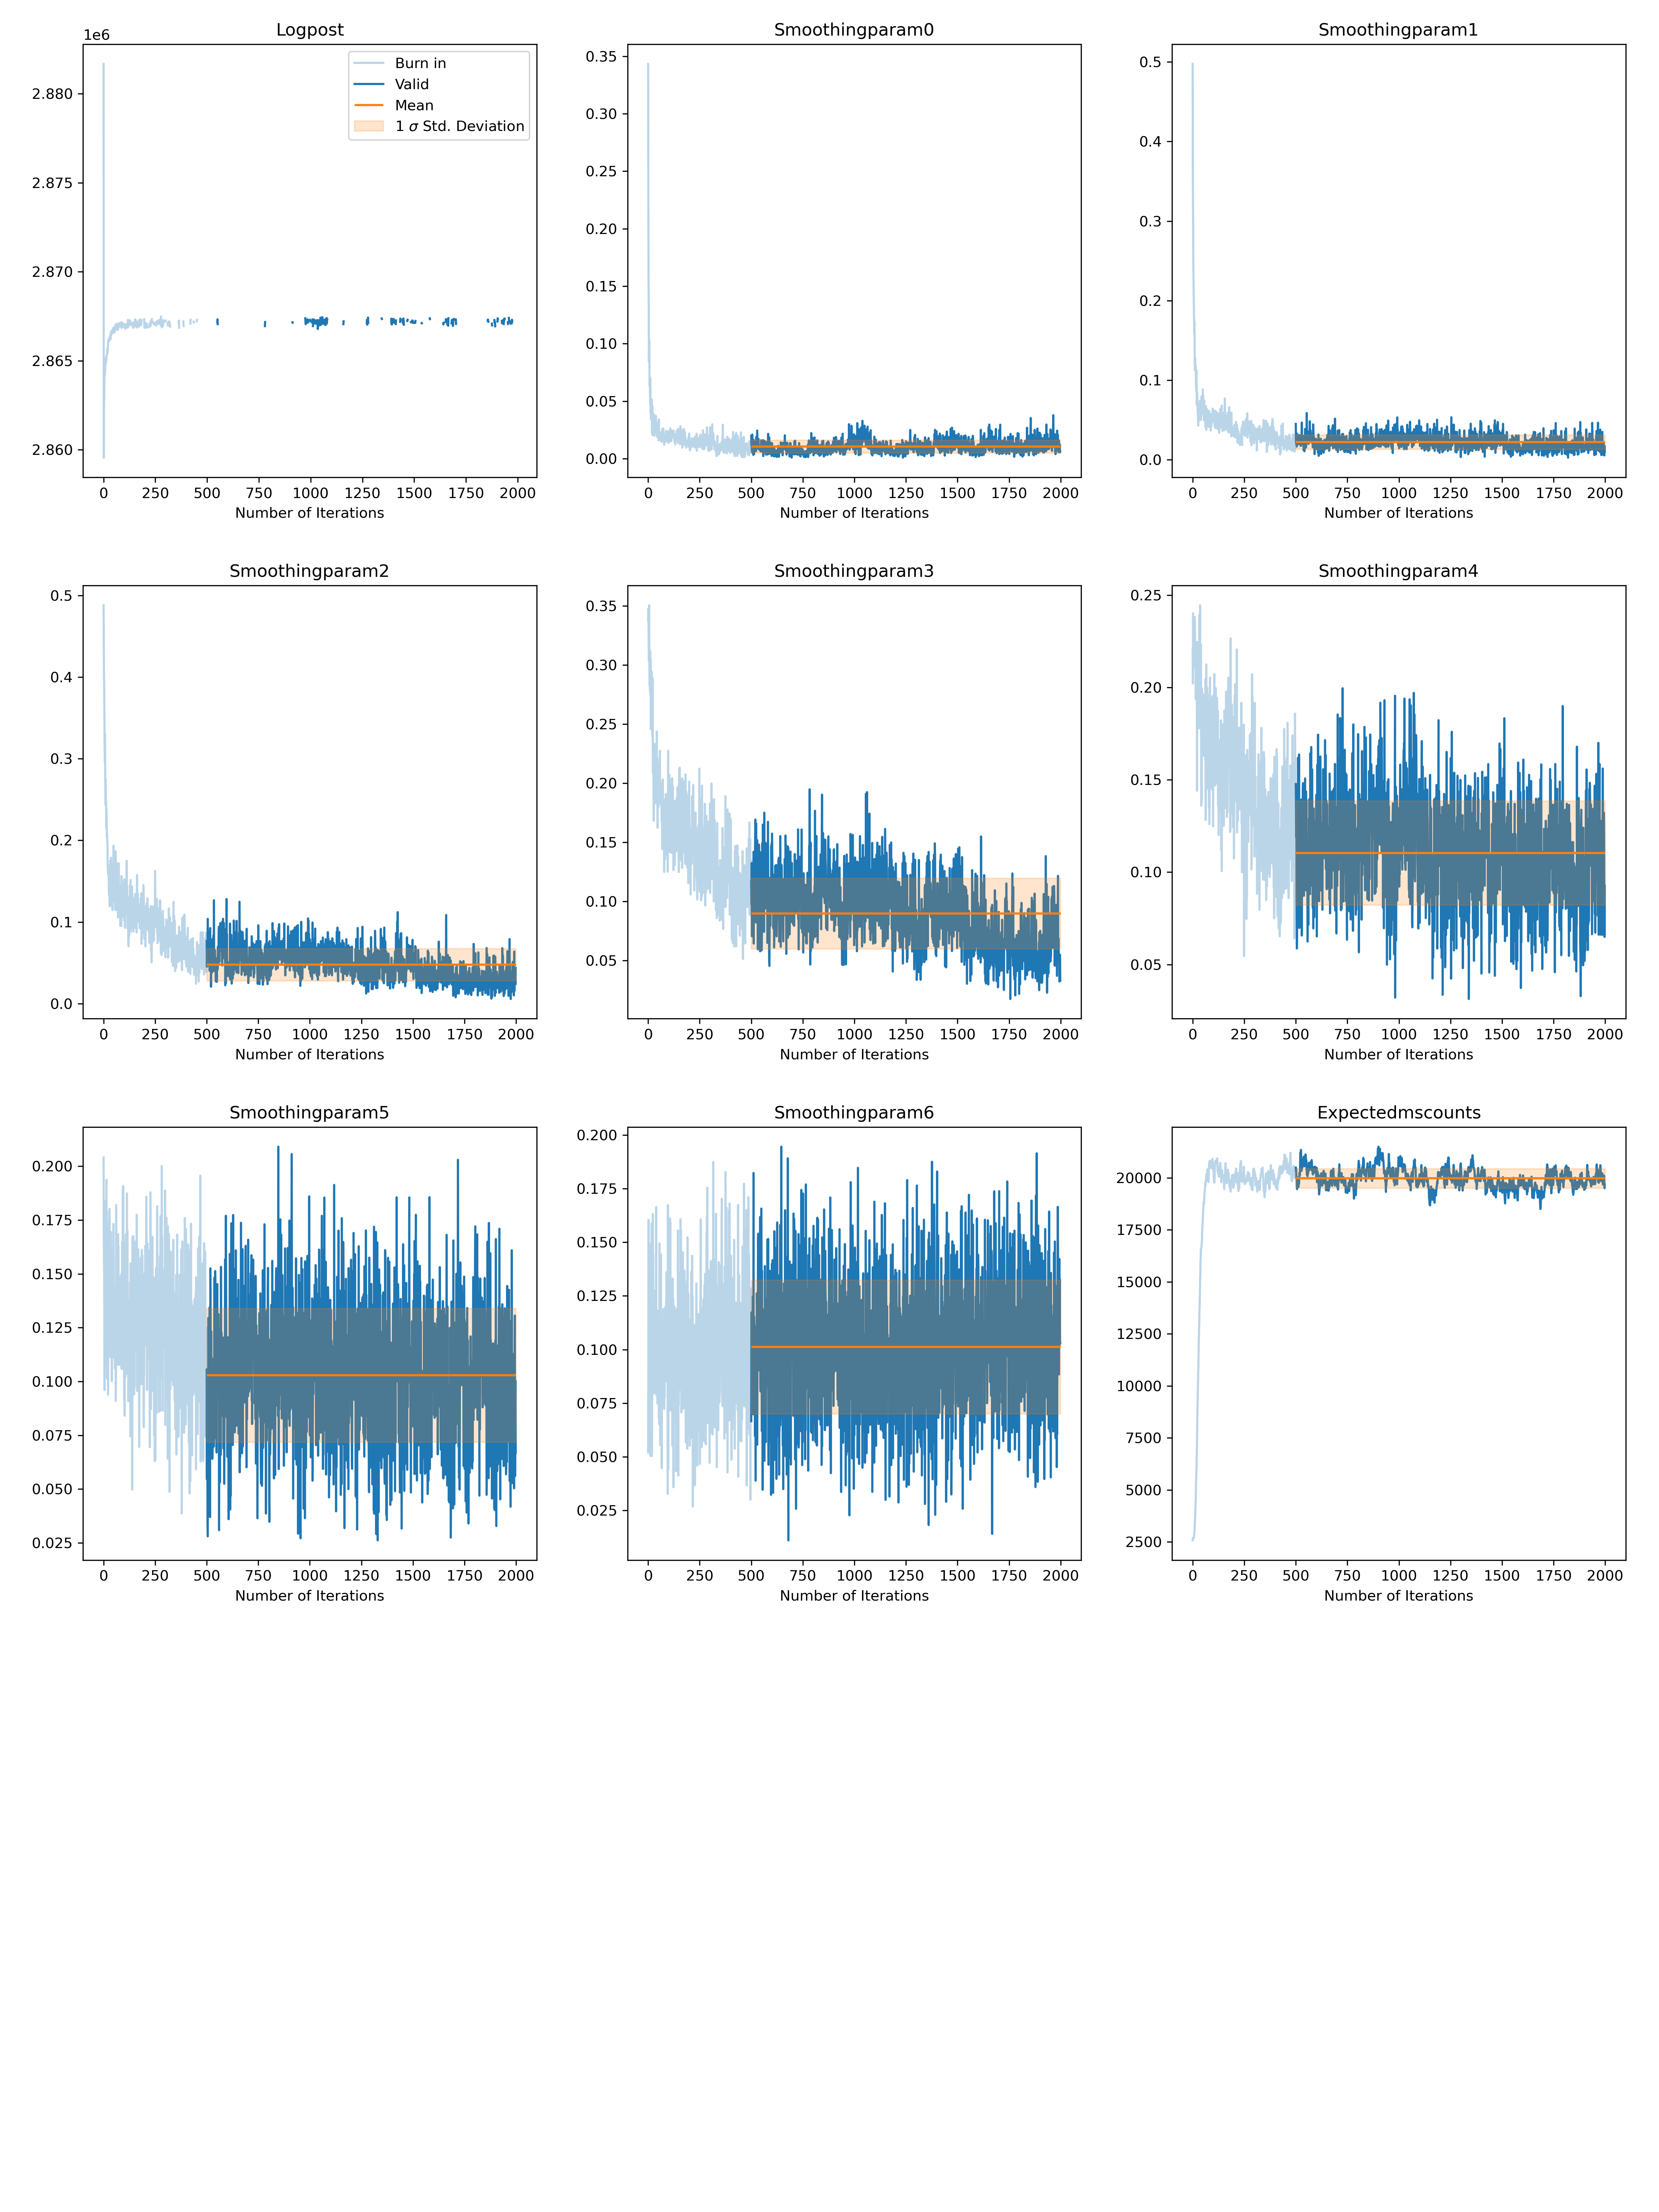 Logpost
1e6
2.880
2.875
2.870
2.865
2.860
Burn in
Valid
Mean
1 σ Std. Deviation
0 250 500 750 1000 1250 1500 1750 2000
Number of Iterations
Smoothingparam0
0.35
0.30
0.25
0.20
0.15
0.10
0.05
0.00
0 250 500 750 1000 1250 1500 1750 2000
Number of Iterations
Smoothingparam1
0.5
0.4
0.3
0.2
0.1
0.0
0 250 500 750 1000 1250 1500 1750 2000
Number of Iterations
Smoothingparam2
0.5
0.4
0.3
0.2
0.1
0.0
0 250 500 750 1000 1250 1500 1750 2000
Number of Iterations
Smoothingparam3
0.35
0.30
0.25
0.20
0.15
0.10
0.05
0 250 500 750 1000 1250 1500 1750 2000
Number of Iterations
Smoothingparam4
0.25
0.20
0.15
0.10
0.05
0 250 500 750 1000 1250 1500 1750 2000
Number of Iterations
Smoothingparam5
0.200
0.175
0.150
0.125
0.100
0.075
0.050
0.025
0 250 500 750 1000 1250 1500 1750 2000
Number of Iterations
Smoothingparam6
0.200
0.175
0.150
0.125
0.100
0.075
0.050
0.025
0 250 500 750 1000 1250 1500 1750 2000
Number of Iterations
Expectedmscounts
20000
17500
15000
12500
10000
7500
5000
2500
0 250 500 750 1000 1250 1500 1750 2000
Number of Iterations